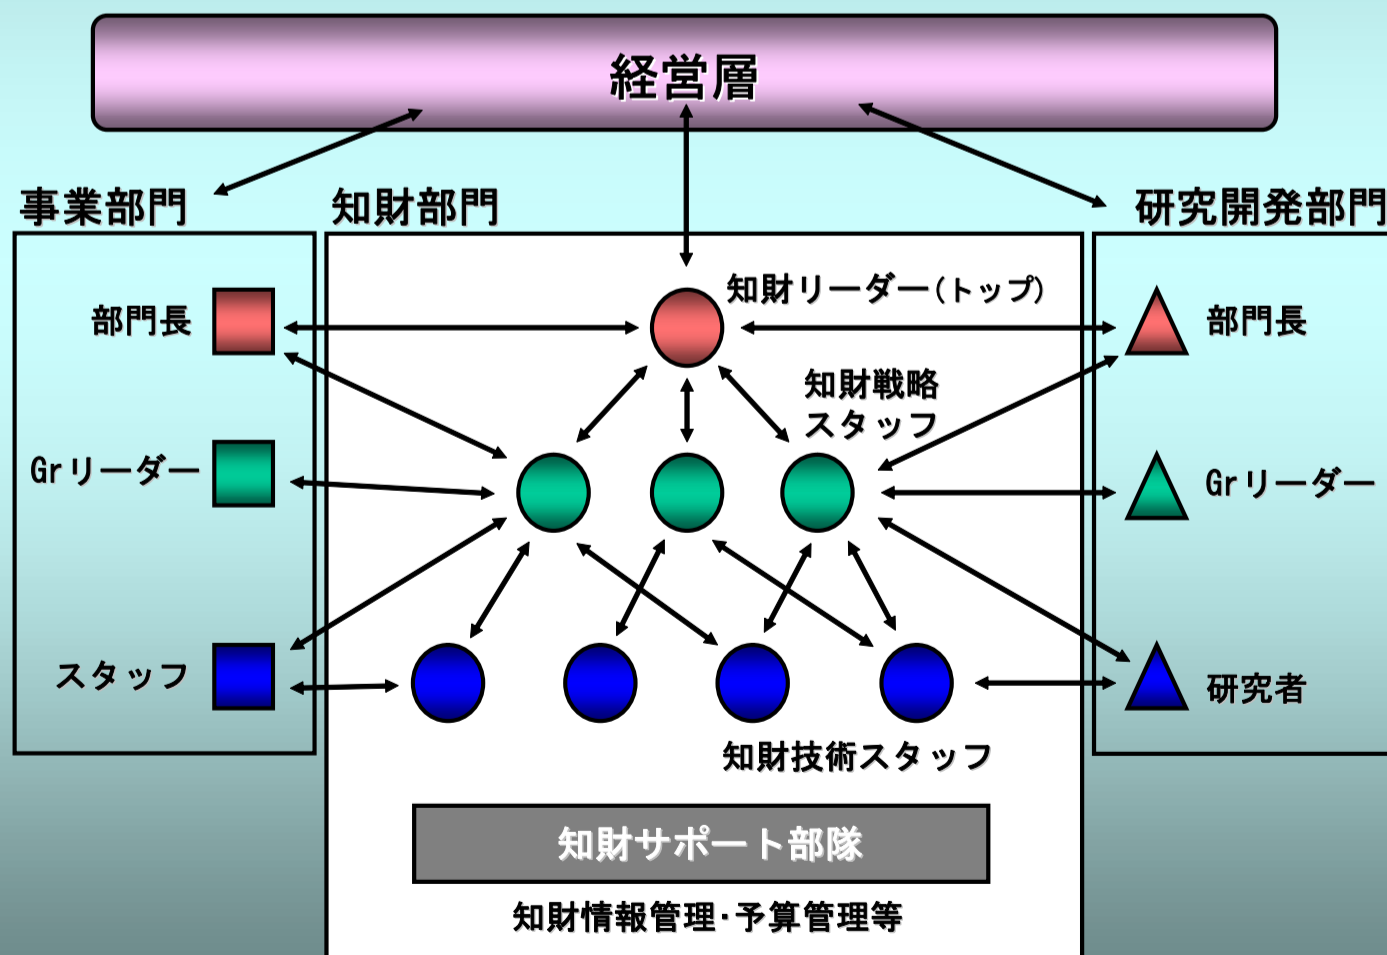 経営層
事業部門
知財部門
研究開発部門
知財リーダー(トップ)
部門長
部門長
知財戦略
スタッフ
Grリーダー
Grリーダー
スタッフ
研究者
知財技術スタッフ
知財サポート部隊
知財情報管理・予算管理等